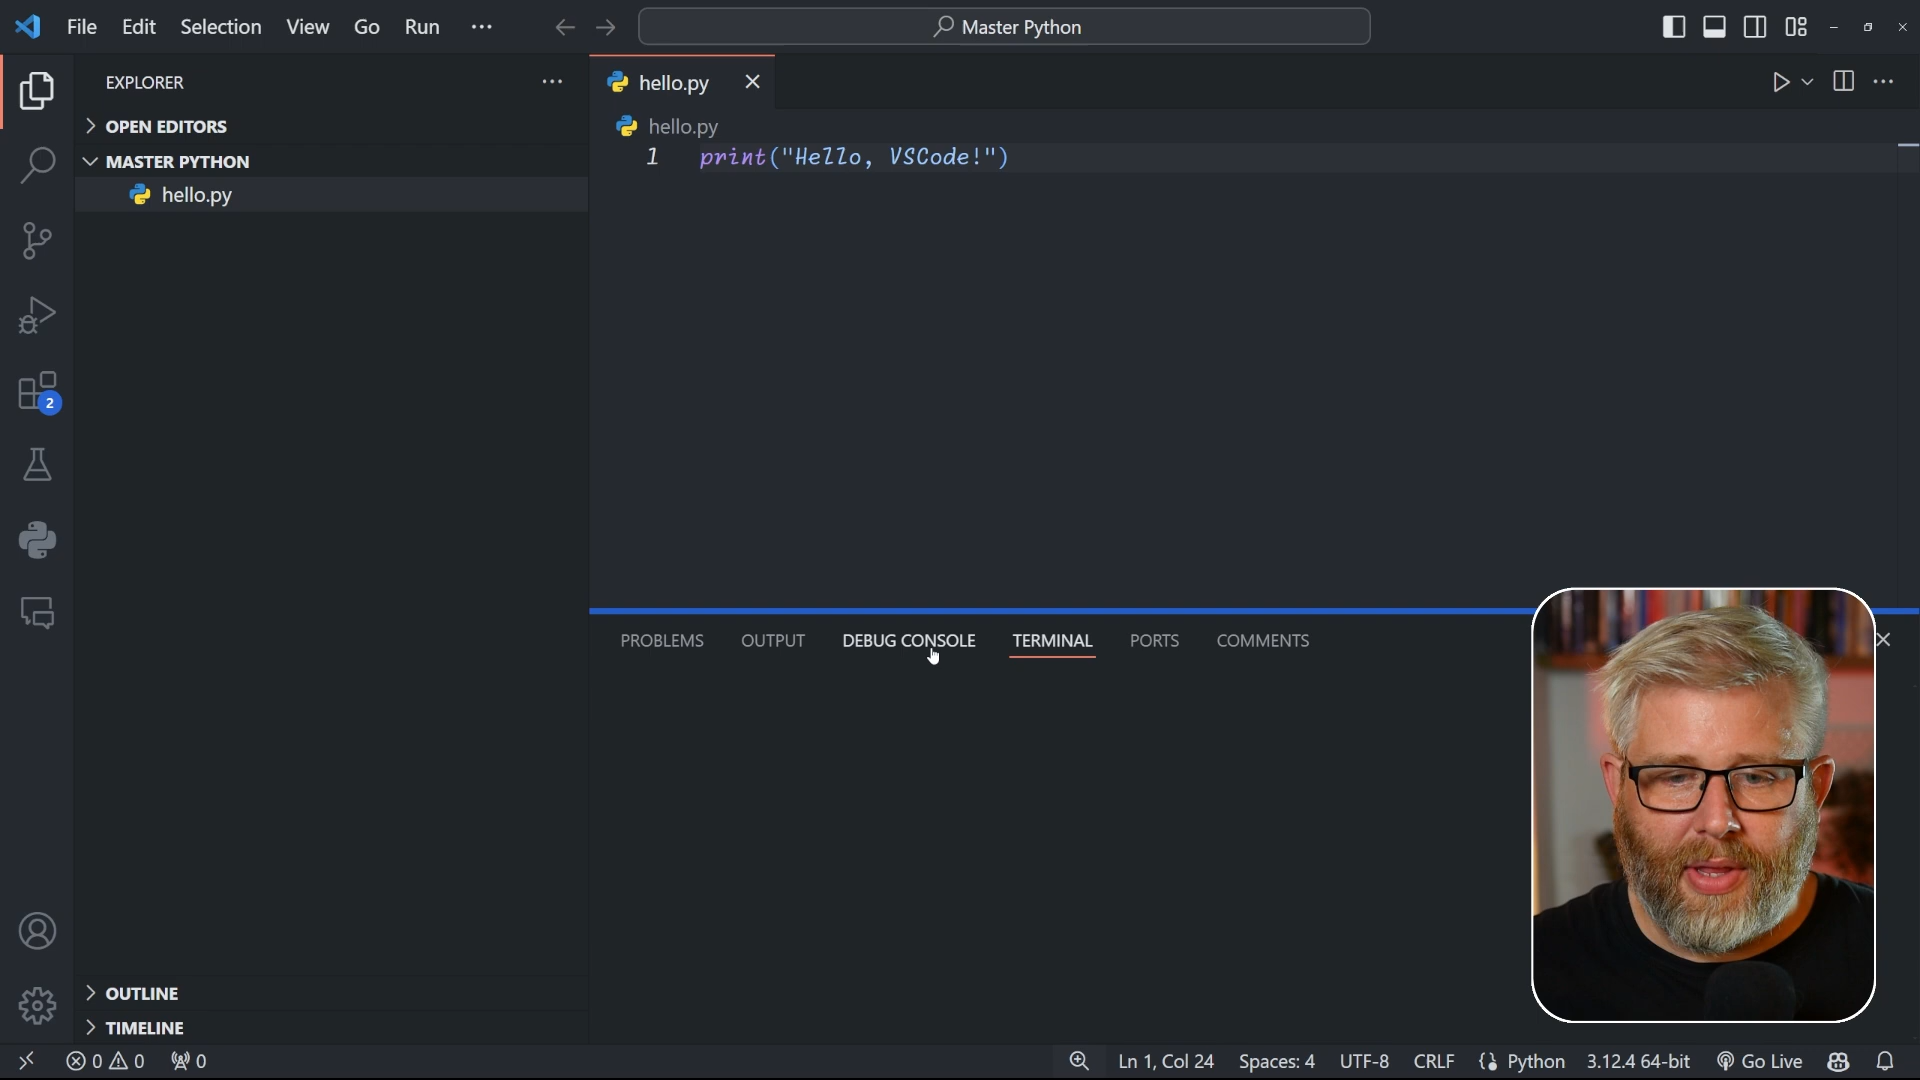 File Edit Selection View Go Run ··· Master Python
EXPLORER ···
OPEN EDITORS
MASTER PYTHON
hello.py
hello.py
hello.py
1 print("Hello, VSCode!")
2
PROBLEMS OUTPUT DEBUG CONSOLE TERMINAL PORTS COMMENTS
OUTLINE
TIMELINE
0 0 0 Ln 1, Col 24 Spaces: 4 UTF-8 CRLF Python 3.12.4 64-bit Go Live